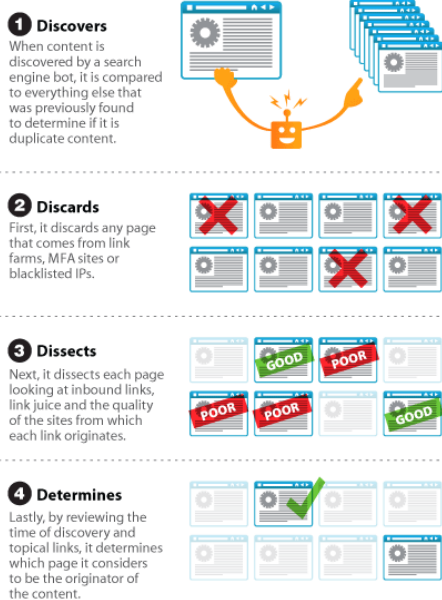 1 Discovers
When content is
discovered by a search
engine bot, it is compared
to everything else that
was previously found
to determine if it is
duplicate content.
2 Discards
First, it discards any page
that comes from link
farms, MFA sites or
blacklisted IPs.
3 Dissects
Next, it dissects each page
looking at inbound links,
link juice and the quality
of the sites from which
each link originates.
GOOD
POOR
POOR
POOR
GOOD
4 Determines
Lastly, by reviewing the
time of discovery and
topical links, it determines
which page it considers
to be the originator of
the content.